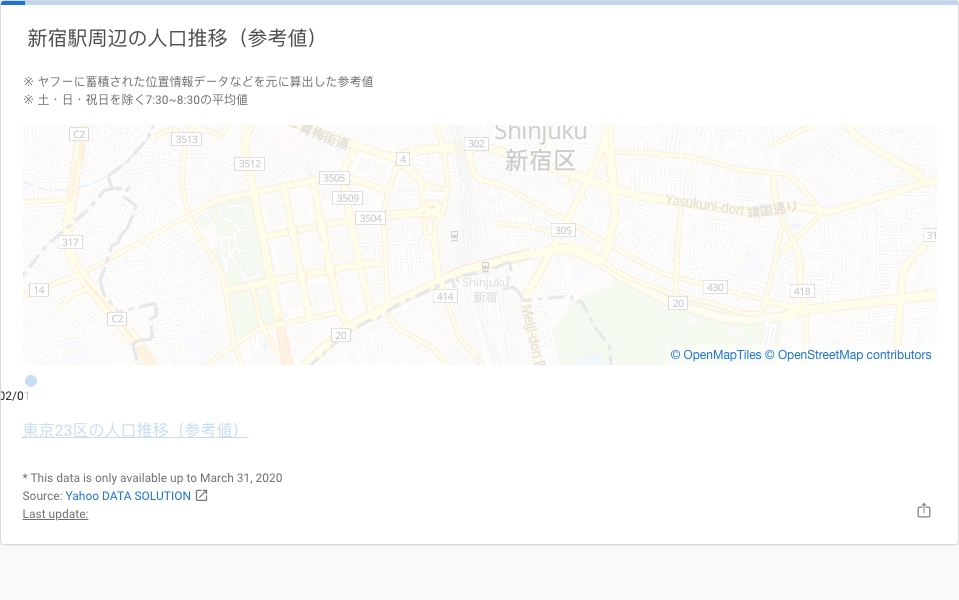 新宿駅周辺の人口推移（参考値）
※ ヤフーに蓄積された位置情報データなどを元に算出した参考値
※ 土・日・祝日を除く7:30~8:30の平均値
C2
3513
青梅街道
302
Shinjuku
新宿区
4
3512
3505
3509
3504
Yasukuni-dori 靖国通り
305
31
317
Shinjuku
新宿
14
414
430
418
20
C2
20
Meiji-dori
© OpenMapTiles © OpenStreetMap contributors
02/01
東京23区の人口推移（参考値）
* This data is only available up to March 31, 2020
Source: Yahoo DATA SOLUTION
Last update: